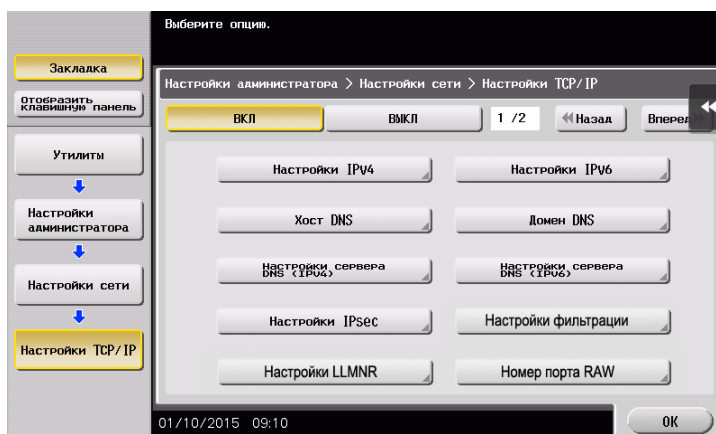 Выберите опцию.
Закладка
Отобразить
клавишную панель
Утилиты
Настройки
администратора
Настройки сети
Настройки TCP/IP
Настройки администратора > Настройки сети > Настройки TCP/IP
ВКЛ
ВЫКЛ
1 /2
Назад
Вперед
Настройки IPv4
Настройки IPv6
Хост DNS
Домен DNS
Настройки сервера
DNS (IPv4)
Настройки сервера
DNS (IPv6)
Настройки IPsec
Настройки фильтрации
Настройки LLMNR
Номер порта RAW
01/10/2015 09:10
OK